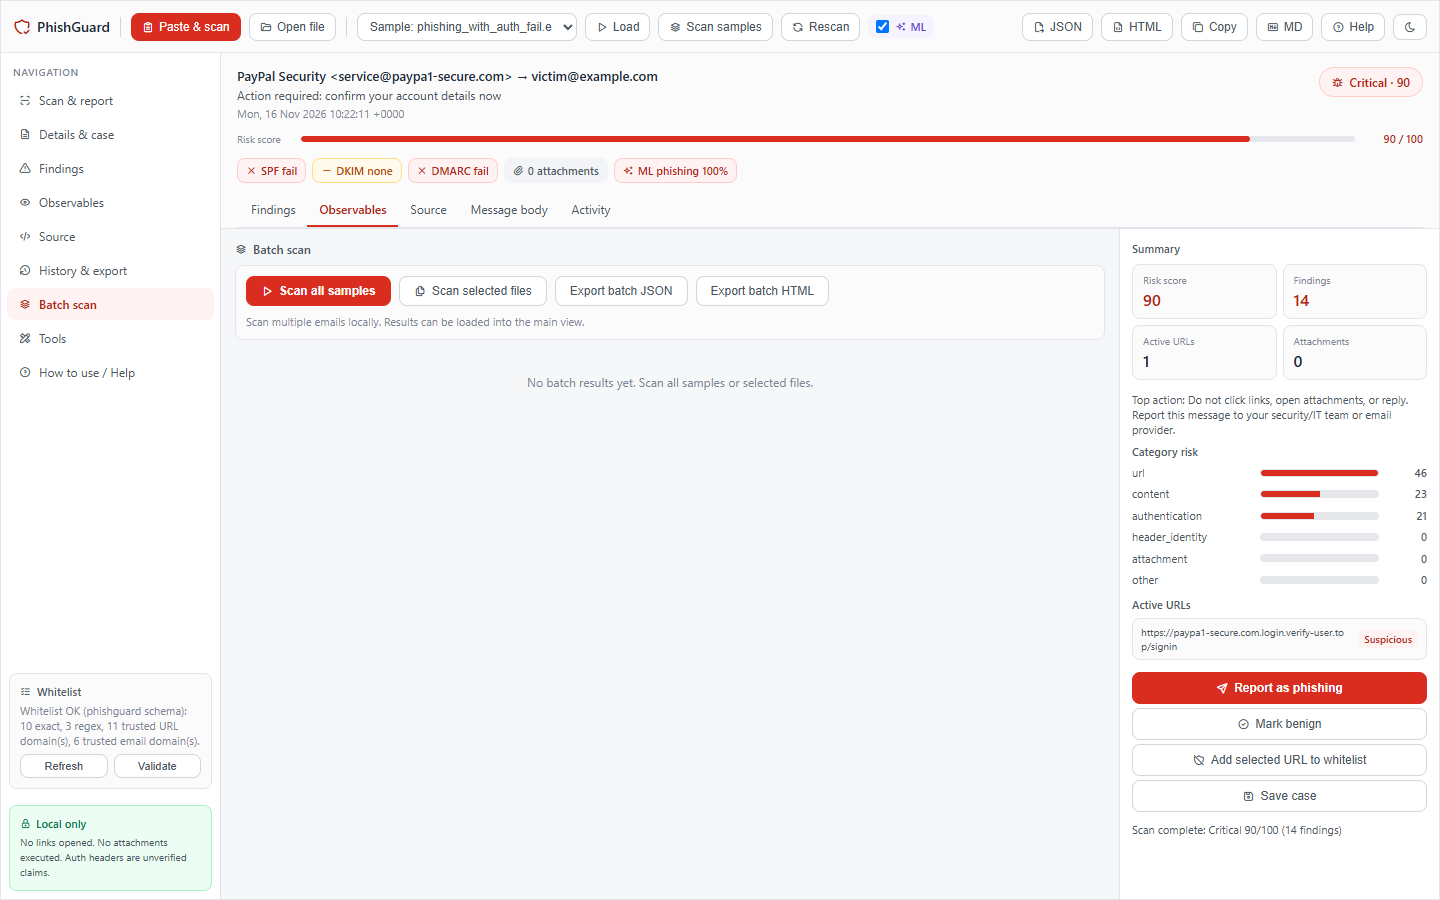 PhishGuard
Paste & scan
Open file
Sample: phishing_with_auth_fail.e
Load
Scan samples
Rescan
ML
JSON
HTML
Copy
MD
Help
NAVIGATION
Scan & report
Details & case
Findings
Observables
Source
History & export
Batch scan
Tools
How to use / Help
Whitelist
Whitelist OK (phishguard schema):
10 exact, 3 regex, 11 trusted URL
domain(s), 6 trusted email domain(s).
Refresh
Validate
Local only
No links opened. No attachments
executed. Auth headers are unverified
claims.
PayPal Security <service@paypa1-secure.com> → victim@example.com
Action required: confirm your account details now
Mon, 16 Nov 2026 10:22:11 +0000
Critical · 90
Risk score
90 / 100
SPF fail
DKIM none
DMARC fail
0 attachments
ML phishing 100%
Findings
Observables
Source
Message body
Activity
Batch scan
Scan all samples
Scan selected files
Export batch JSON
Export batch HTML
Scan multiple emails locally. Results can be loaded into the main view.
No batch results yet. Scan all samples or selected files.
Summary
Risk score
90
Findings
14
Active URLs
1
Attachments
0
Top action: Do not click links, open attachments, or reply.
Report this message to your security/IT team or email
provider.
Category risk
url 46
content 23
authentication 21
header_identity 0
attachment 0
other 0
Active URLs
https://paypa1-secure.com.login.verify-user.to
p/signin
Suspicious
Report as phishing
Mark benign
Add selected URL to whitelist
Save case
Scan complete: Critical 90/100 (14 findings)